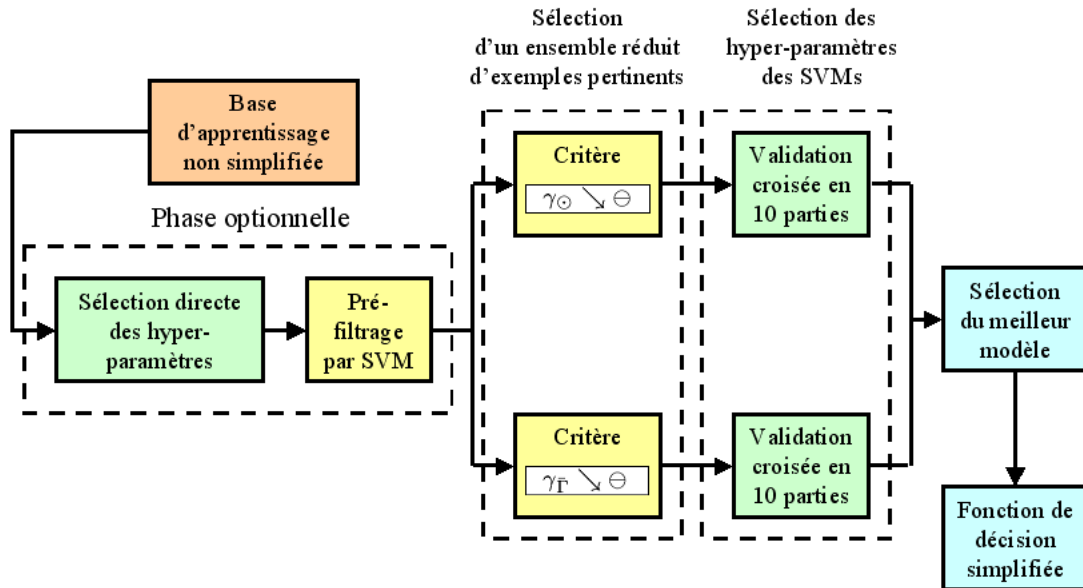 Sélection
d'un ensemble réduit
d'exemples pertinents
Sélection des
hyper-paramètres
des SVMs
Base
d'apprentissage
non simplifiée
Phase optionnelle
Sélection directe
des hyper-
paramètres
Pré-
filtrage
par SVM
Critère
γ⊙ ↘ ⊖
Validation
croisée en
10 parties
Critère
γΓ̄ ↘ ⊖
Validation
croisée en
10 parties
Sélection
du meilleur
modèle
Fonction de
décision
simplifiée